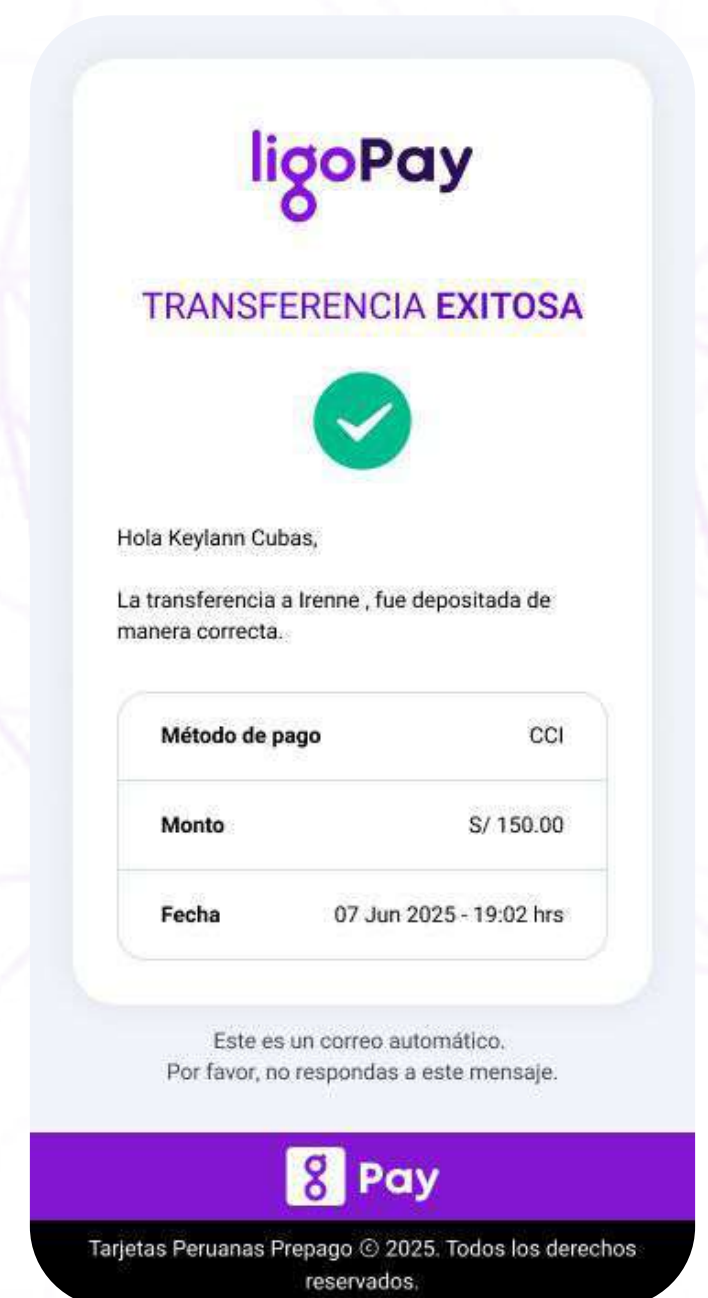 ligoPay
TRANSFERENCIA EXITOSA
Hola Keylann Cubas,
La transferencia a Irenne , fue depositada de
manera correcta.
Método de pago CCI
Monto S/ 150.00
Fecha 07 Jun 2025 - 19:02 hrs
Este es un correo automático.
Por favor, no respondas a este mensaje.
g Pay
Tarjetas Peruanas Prepago © 2025. Todos los derechos
reservados.